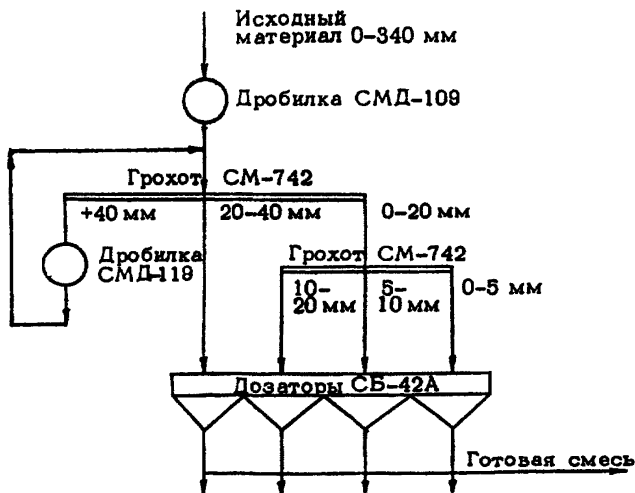 Исходный
материал 0-340 мм
Дробилка СМД-109
Грохот СМ-742
+40 мм
20-40 мм
0-20 мм
Дробилка
СМД-119
Грохот СМ-742
10-
20 мм
5-
10 мм
0-5 мм
Дозаторы СБ-42А
Готовая смесь